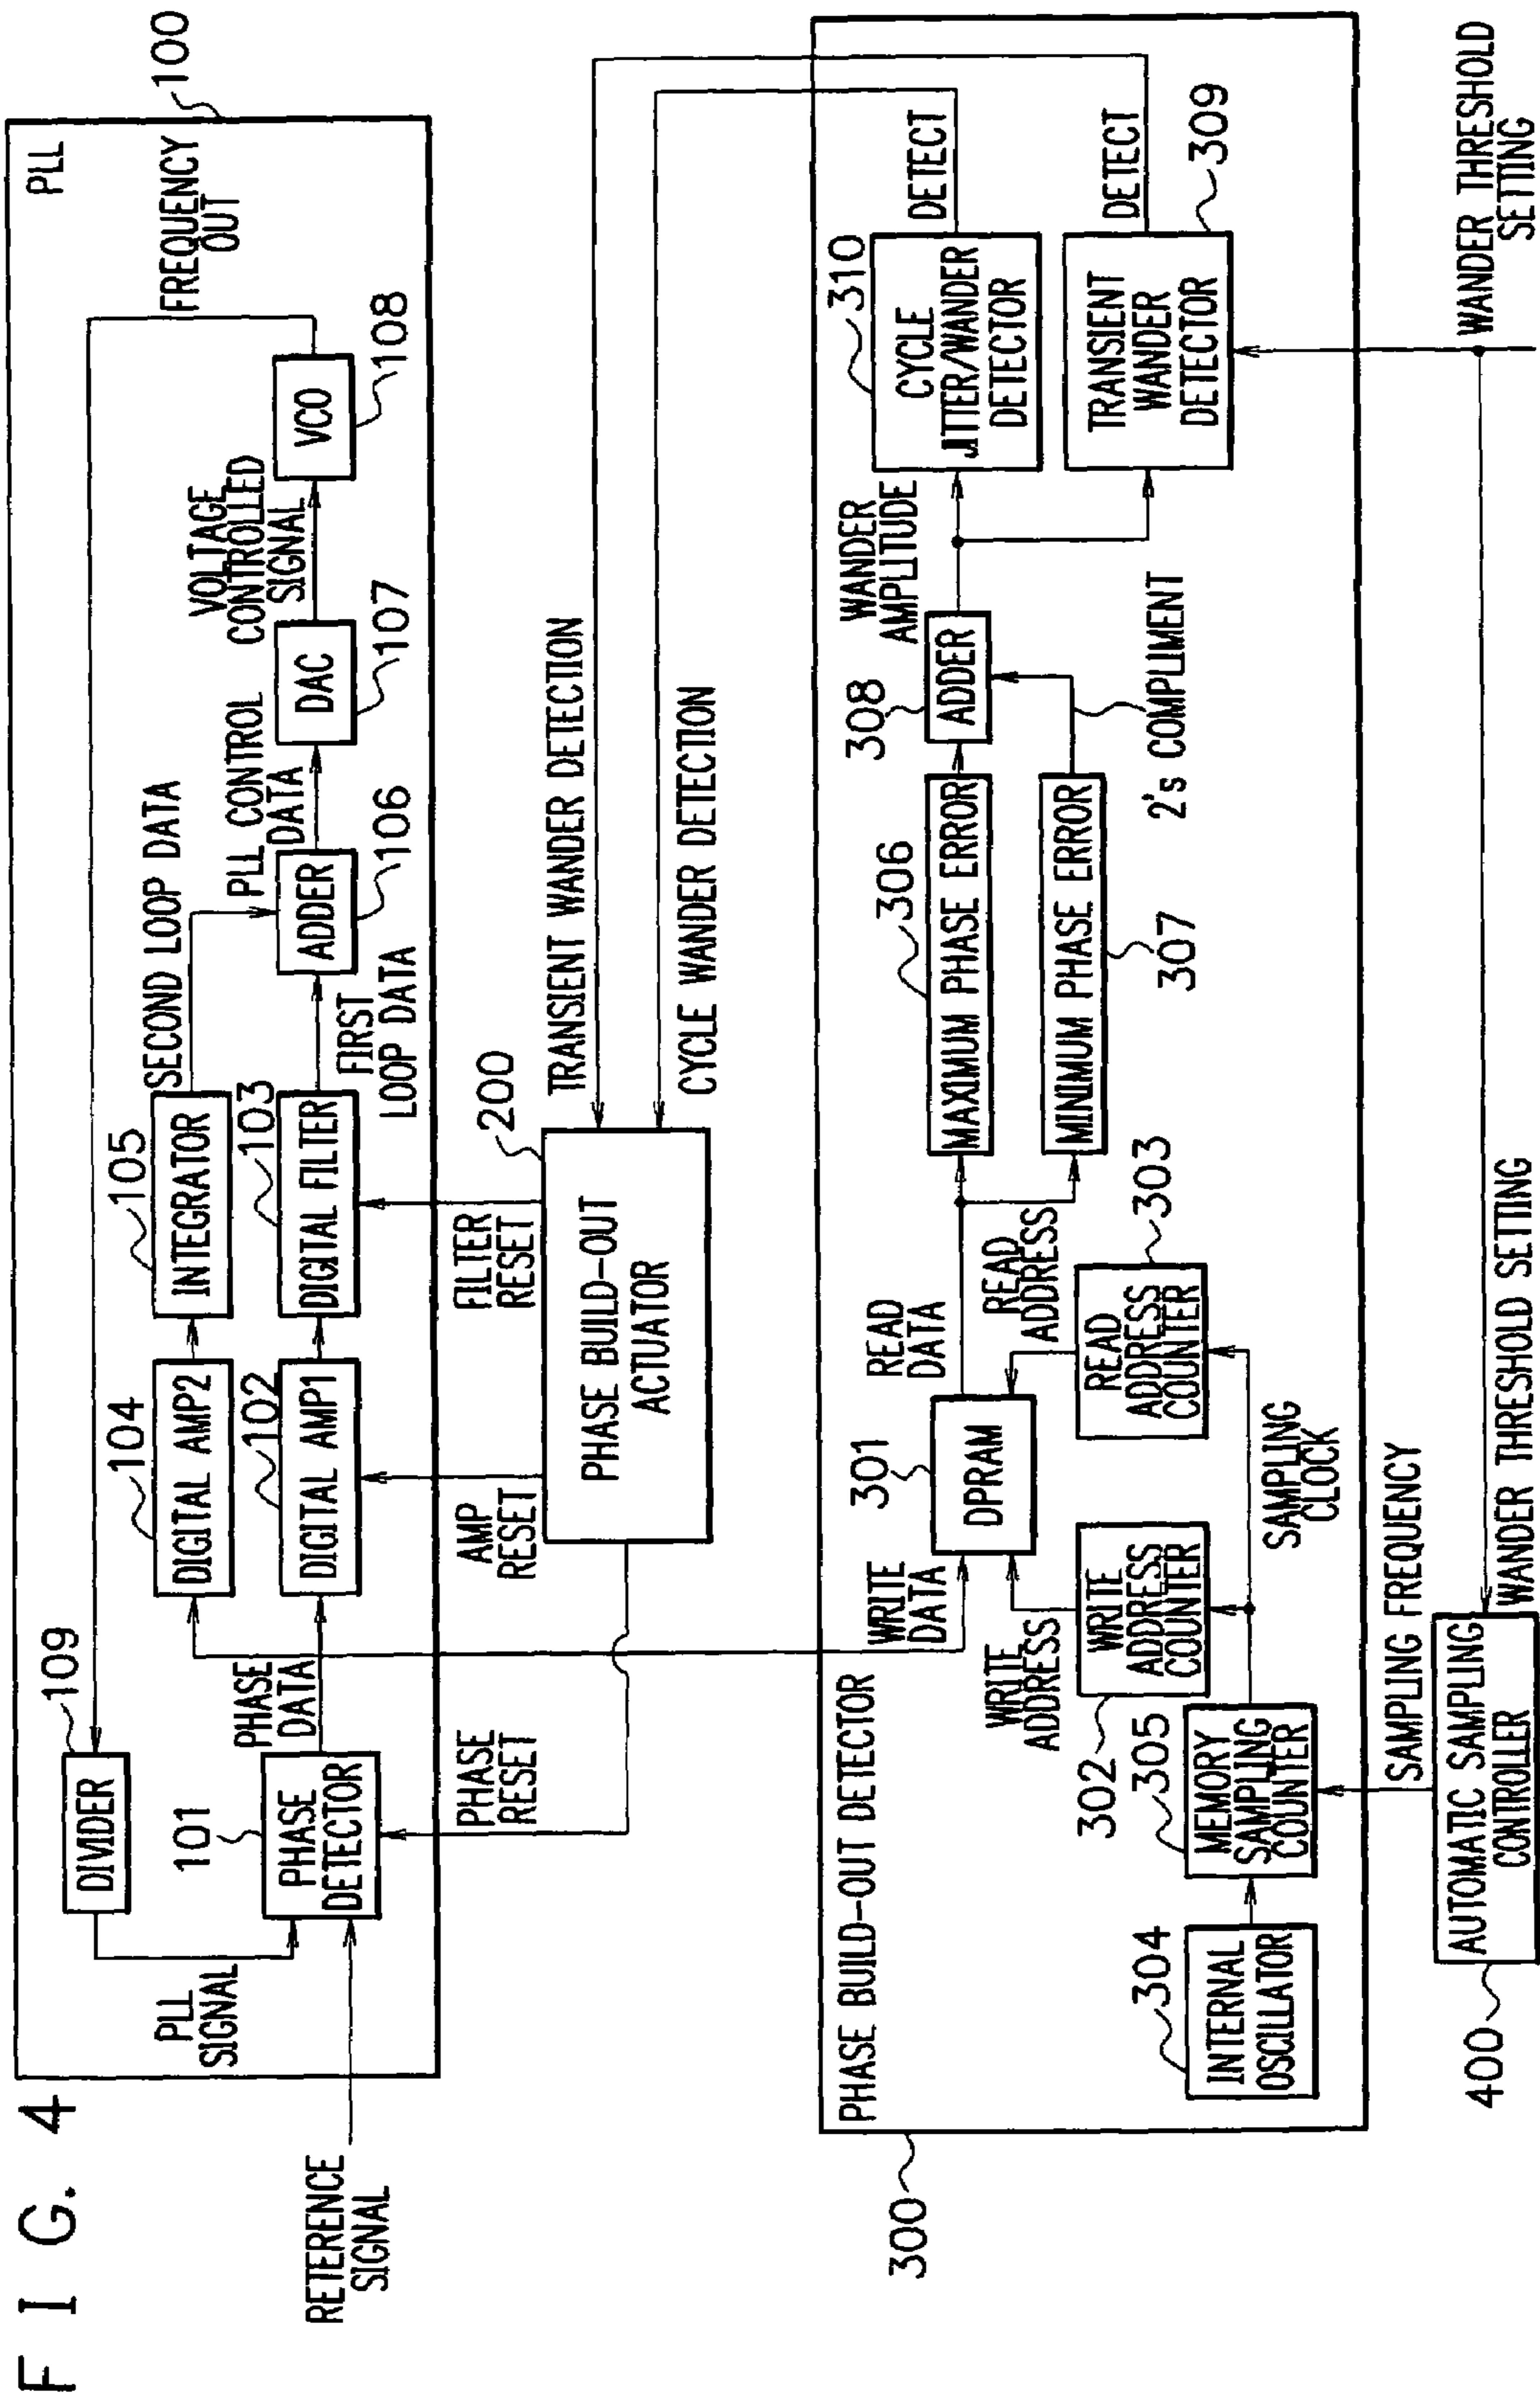 F I G. 4
100
PLL
FREQUENCY
OUT
DIVIDER
109
PLL
SIGNAL
101
PHASE
DETECTOR
PHASE
DATA
104
DIGITAL AMP2
102
DIGITAL AMP1
105
INTEGRATOR
103
DIGITAL FILTER
SECOND LOOP DATA
FIRST
LOOP DATA
PLL CONTROL
DATA
ADDER
106
DAC
107
VOLTAGE
CONTROLLED
SIGNAL
VCO
108
RETERENCE
SIGNAL
PHASE
RESET
AMP
RESET
FILTER
RESET
200
PHASE BUILD-OUT
ACTUATOR
TRANSIENT WANDER DETECTION
CYCLE WANDER DETECTION
300
PHASE BUILD-OUT DETECTOR
WRITE
DATA
WRITE
ADDRESS
301
DPRAM
READ
DATA
READ
ADDRESS
302
WRITE
ADDRESS
COUNTER
303
READ
ADDRESS
COUNTER
304
INTERNAL
OSCILLATOR
305
MEMORY
SAMPLING
COUNTER
SAMPLING
CLOCK
306
MAXIMUM PHASE ERROR
MINIMUM PHASE ERROR
307
308
ADDER
2's COMPLIMENT
WANDER
AMPLITUDE
310
CYCLE
JITTER/WANDER
DETECTOR
DETECT
TRANSIENT
WANDER
DETECTOR
DETECT
309
SAMPLING FREQUENCY
400
AUTOMATIC SAMPLING
CONTROLLER
WANDER THRESHOLD SETTING
WANDER THRESHOLD
SETTING